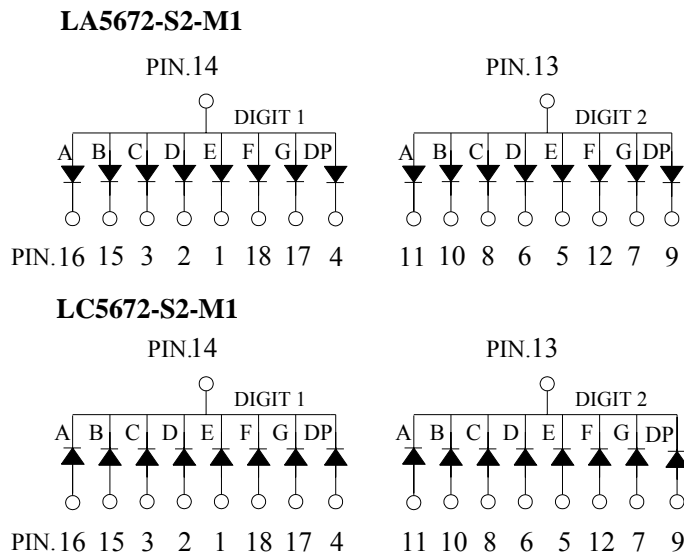 LA5672-S2-M1
PIN.14 PIN.13
DIGIT 1 DIGIT 2
A B C D E F G DP A B C D E F G DP
PIN.16 15 3 2 1 18 17 4 11 10 8 6 5 12 7 9
LC5672-S2-M1
PIN.14 PIN.13
DIGIT 1 DIGIT 2
A B C D E F G DP A B C D E F G DP
PIN.16 15 3 2 1 18 17 4 11 10 8 6 5 12 7 9